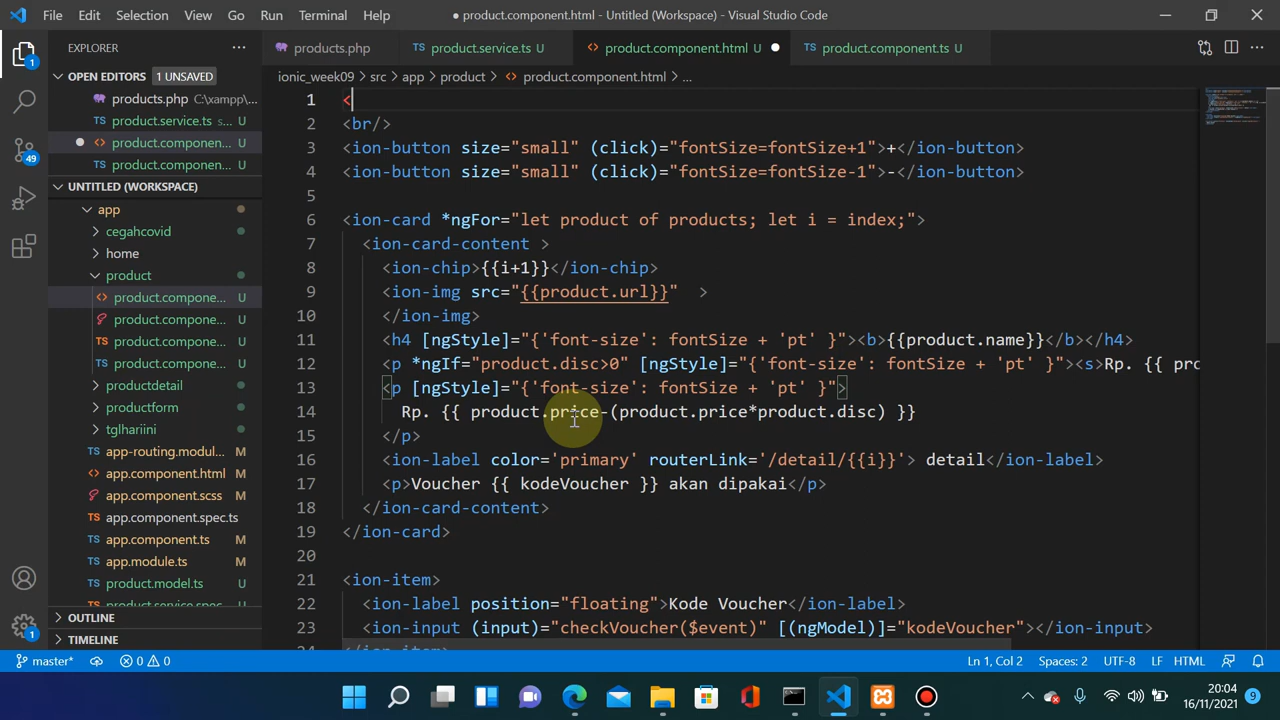 File Edit Selection View Go Run Terminal Help
● product.component.html - Untitled (Workspace) - Visual Studio Code
EXPLORER
OPEN EDITORS 1 UNSAVED
products.php C:\xampp\...
product.service.ts s...
product.componen...
product.componen...
UNTITLED (WORKSPACE)
app
cegahcovid
home
product
product.compone...
product.compone...
product.compone...
product.compone...
productdetail
productform
tglhariini
app-routing.modul...
app.component.html
app.component.scss
app.component.spec.ts
app.component.ts
app.module.ts
product.model.ts
product.service.spec
OUTLINE
TIMELINE
products.php product.service.ts U product.component.html U product.component.ts U
ionic_week09 > src > app > product > product.component.html > ...
1 <
2 <br/>
3 <ion-button size="small" (click)="fontSize=fontSize+1">+</ion-button>
4 <ion-button size="small" (click)="fontSize=fontSize-1">-</ion-button>
5
6 <ion-card *ngFor="let product of products; let i = index;">
7 <ion-card-content >
8 <ion-chip>{{i+1}}</ion-chip>
9 <ion-img src="{{product.url}}" >
10 </ion-img>
11 <h4 [ngStyle]="{'font-size': fontSize + 'pt' }"><b>{{product.name}}</b></h4>
12 <p *ngIf="product.disc>0" [ngStyle]="{'font-size': fontSize + 'pt' }"><s>Rp. {{ pro
13 <p [ngStyle]="{'font-size': fontSize + 'pt' }">
14 Rp. {{ product.price-(product.price*product.disc) }}
15 </p>
16 <ion-label color='primary' routerLink='/detail/{{i}}'> detail</ion-label>
17 <p>Voucher {{ kodeVoucher }} akan dipakai</p>
18 </ion-card-content>
19 </ion-card>
20
21 <ion-item>
22 <ion-label position="floating">Kode Voucher</ion-label>
23 <ion-input (input)="checkVoucher($event)" [(ngModel)]="kodeVoucher"></ion-input>
master* 0 0 Ln 1, Col 2 Spaces: 2 UTF-8 LF HTML
20:04
16/11/2021